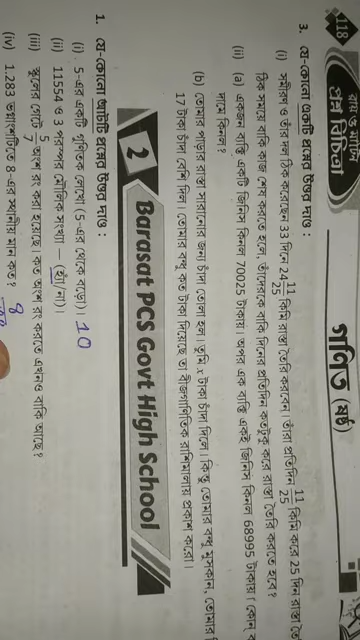 118
প্রশ্ন বিচিত্রা
গণিত (ষষ্ঠ)
3. যে-কোনো একটি প্রশ্নের উত্তর দাও :
(i) সমীরণ ও তাঁর দল ঠিক করেছেন 33 দিনে 24 11/25 কিমি রাস্তা তৈরি করবেন। তাঁরা প্রতিদিন 11/25 কিমি করে 25 দিন রাস্তা
ঠিক সময়ে বাকি কাজ শেষ করতে হলে, তাঁদেরকে বাকি দিনের প্রতিদিন কতটুকু করে রাস্তা তৈরি করতে হবে?
(ii) (a) একজন ব্যক্তি একটি জিনিস কিনল 70025 টাকায়। অপর এক ব্যক্তি একই জিনিস কিনল 68995 টাকায়। কোন
দামে কিনল?
(b) তোমার পাড়ার রাস্তা সারানোর জন্য চাঁদা তোলা হল। তুমি x টাকা চাঁদা দিলে। কিন্তু তোমার বন্ধু মুসকান, তোমার
17 টাকা চাঁদা বেশি দিল। তোমার বন্ধু কত টাকা দিয়েছে তা বীজগাণিতিক রাশিমালায় প্রকাশ করো।
2 Barasat PCS Govt High School
1. যে-কোনো আটটি প্রশ্নের উত্তর দাও :
(i) 5-এর একটি গুণিতক লেখো (5-এর থেকে বড়ো)। 10
(ii) 11554 ও 3 পরস্পর মৌলিক সংখ্যা — (হ্যাঁ/না)।
(iii) স্কুলের গেটে 5/7 অংশ রং করা হয়েছে। কত অংশ রং করতে এখনও বাকি আছে?
(iv) 1.283 ভগ্নাংশটিতে 8-এর স্থানীয় মান কত? 8